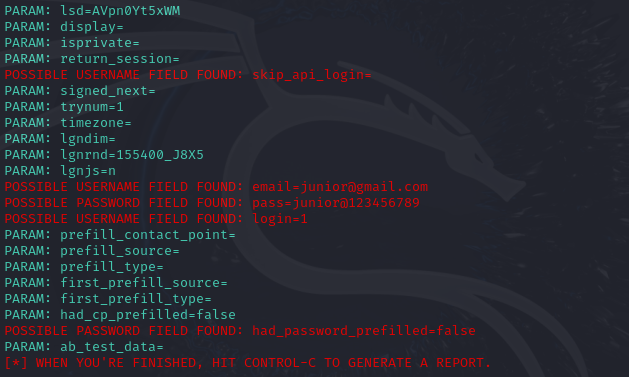 PARAM: lsd=AVpn0Yt5xWM
PARAM: display=
PARAM: isprivate=
PARAM: return_session=
POSSIBLE USERNAME FIELD FOUND: skip_api_login=
PARAM: signed_next=
PARAM: trynum=1
PARAM: timezone=
PARAM: lgndim=
PARAM: lgnrnd=155400_J8X5
PARAM: lgnjs=n
POSSIBLE USERNAME FIELD FOUND: email=junior@gmail.com
POSSIBLE PASSWORD FIELD FOUND: pass=junior@123456789
POSSIBLE USERNAME FIELD FOUND: login=1
PARAM: prefill_contact_point=
PARAM: prefill_source=
PARAM: prefill_type=
PARAM: first_prefill_source=
PARAM: first_prefill_type=
PARAM: had_cp_prefilled=false
POSSIBLE PASSWORD FIELD FOUND: had_password_prefilled=false
PARAM: ab_test_data=
[*] WHEN YOU'RE FINISHED, HIT CONTROL-C TO GENERATE A REPORT.